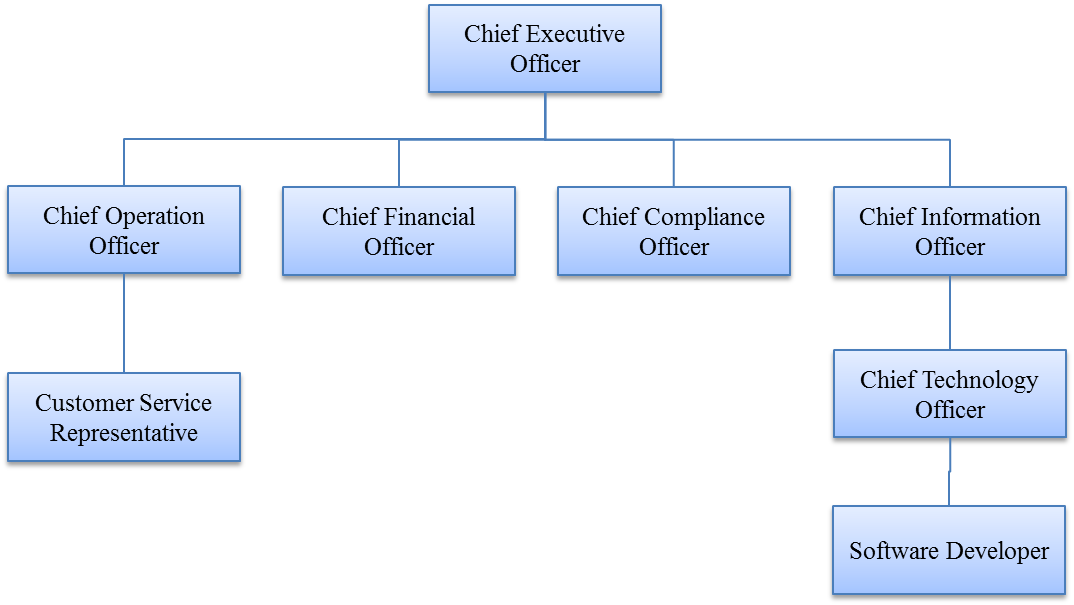 Chief Executive
Officer
Chief Operation
Officer
Chief Financial
Officer
Chief Compliance
Officer
Chief Information
Officer
Customer Service
Representative
Chief Technology
Officer
Software Developer